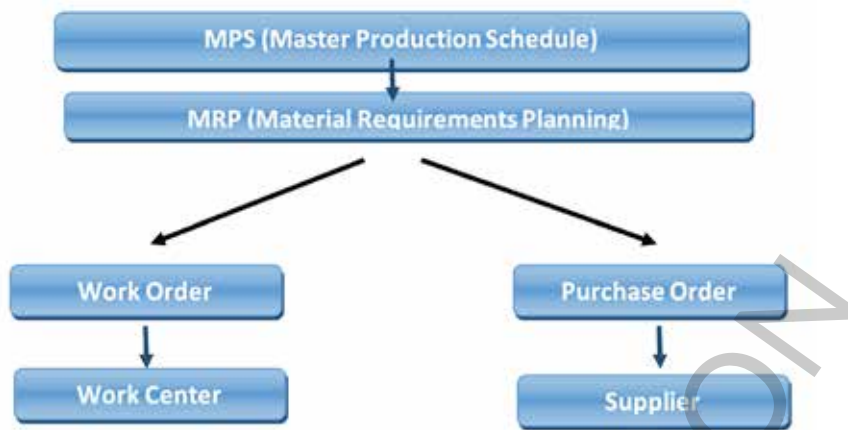 MPS (Master Production Schedule)
MRP (Material Requirements Planning)
Work Order
Purchase Order
Work Center
Supplier